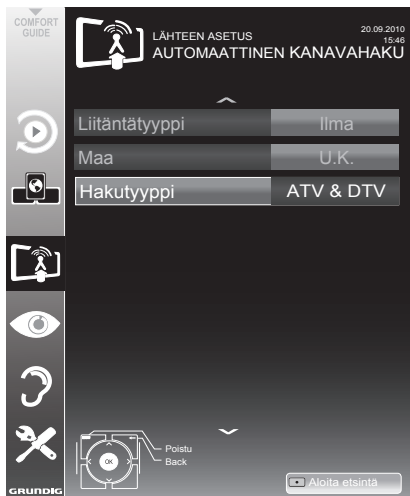 COMFORT
GUIDE
LÄHTEEN ASETUS
20.09.2010
15:46
AUTOMAATTINEN KANAVAHAKU
Liitäntätyyppi Ilma
Maa U.K.
Hakutyyppi ATV & DTV
Poistu
OK
Back
Aloita etsintä
GRUNDIG